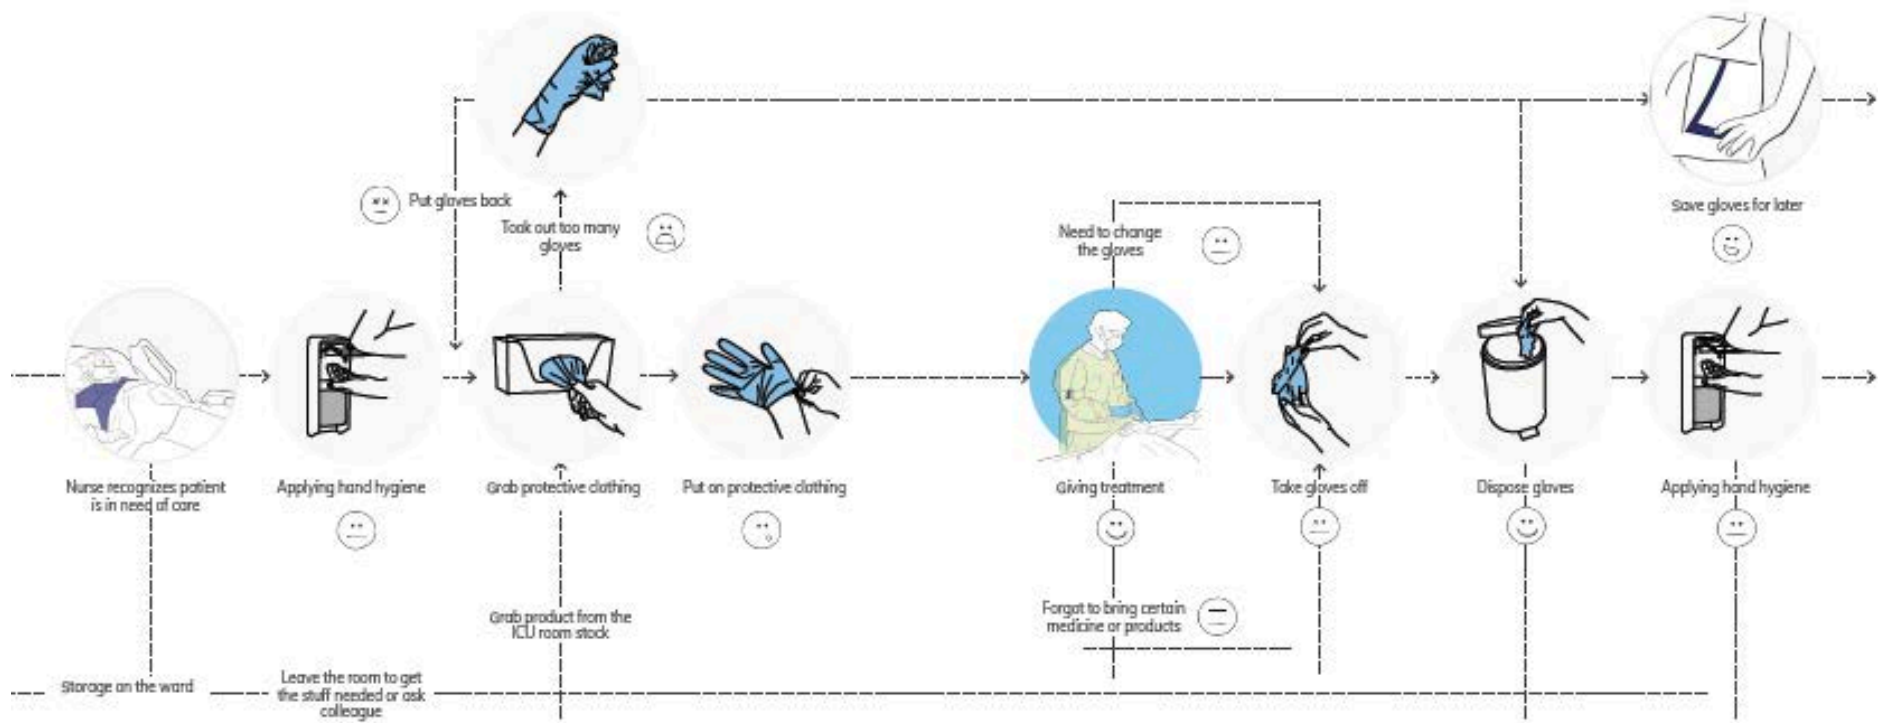 Put gloves back
Took out too many
gloves
Need to change
the gloves
Save gloves for later
Nurse recognizes patient
is in need of care
Applying hand hygiene
Grab protective clothing
Put on protective clothing
Giving treatment
Take gloves off
Dispose gloves
Applying hand hygiene
Grab product from the
ICU room stock
Forgot to bring certain
medicine or products
Storage on the ward
Leave the room to get
the stuff needed or ask
colleague